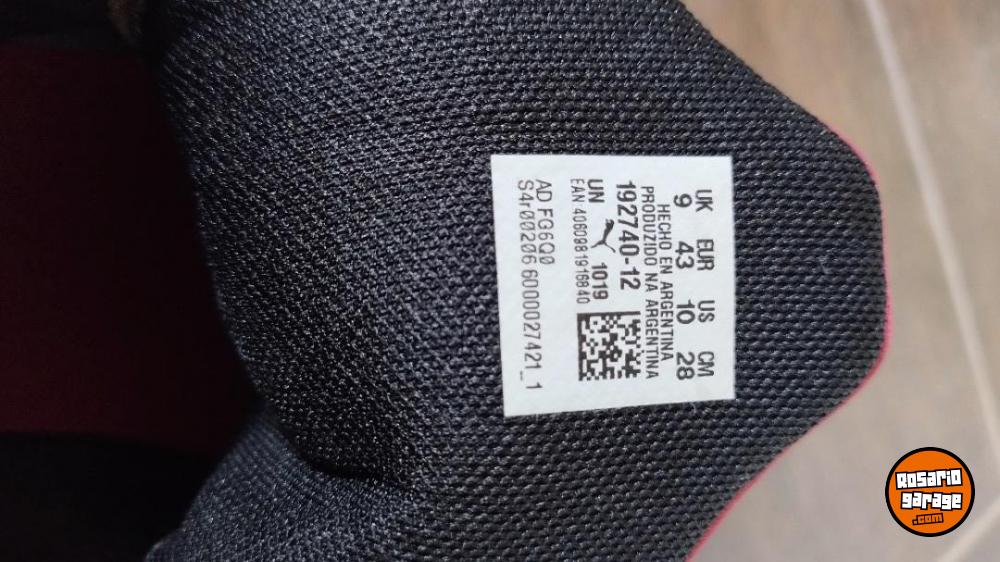 UK EUR US CM
9 43 10 28
HECHO EN ARGENTINA
PRODUZIDO NA ARGENTINA
192740-12
UN 1019
EAN 4060981916840
AD FG6Q0
S4r00206 6000027421_1
Rosario
garage
.com